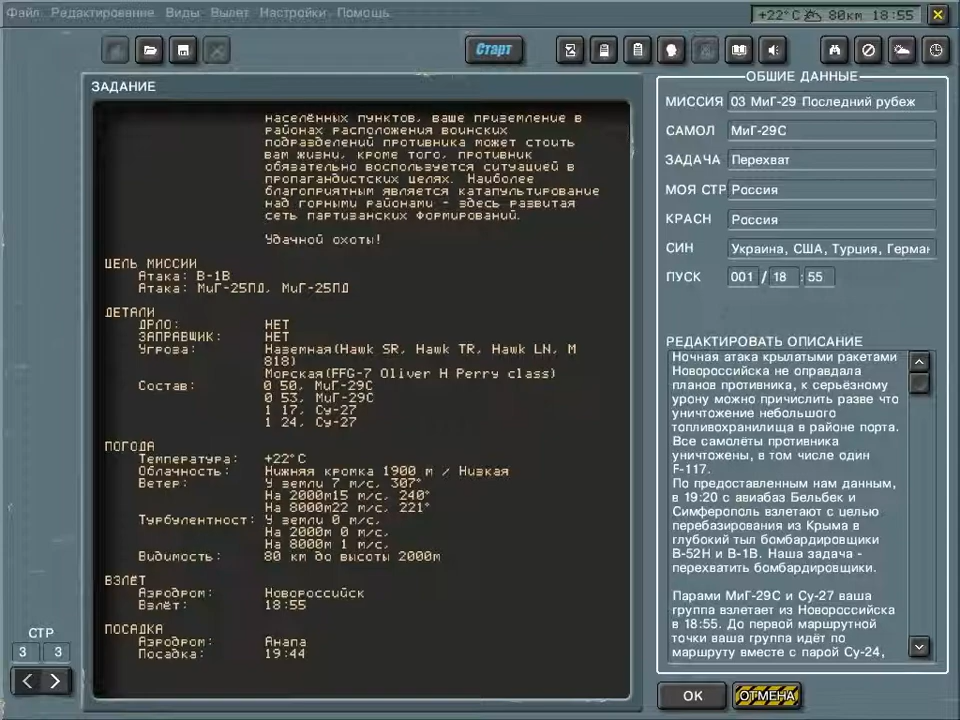 Файл Редактирование Виды Вылет Настройки Помощь
+22°C 80км 18:55
Старт
ЗАДАНИЕ
населённых пунктов, ваше приземление в
районах расположения воинских
подразделений противника может стоить
вам жизни, кроме того, противник
обязательно воспользуется ситуацией в
пропагандистских целях. Наиболее
благоприятным является катапультирование
над горными районами - здесь развитая
сеть партизанских формирований.
Удачной охоты!
ЦЕЛЬ МИССИИ
Атака: B-1B
Атака: МиГ-25ПД, МиГ-25ПД
ДЕТАЛИ
ДРЛО: НЕТ
ЗАПРАВЩИК: НЕТ
Угроза: Наземная(Hawk SR, Hawk TR, Hawk LN, M
818)
Морская(FFG-7 Oliver H Perry class)
Состав: 0 50, МиГ-29С
0 53, МиГ-29С
1 17, Су-27
1 24, Су-27
ПОГОДА
Температура: +22°C
Облачность: Нижняя кромка 1900 м / Низкая
Ветер: У земли 7 м/с, 307°
На 2000м15 м/с, 240°
На 8000м22 м/с, 221°
Турбулентность: У земли 0 м/с,
На 2000м 0 м/с,
На 8000м 1 м/с,
Видимость: 80 км до высоты 2000м
ВЗЛЁТ
Аэродром: Новороссийск
Взлёт: 18:55
ПОСАДКА
Аэродром: Анапа
Посадка: 19:44
СТР
3 3
ОБЩИЕ ДАННЫЕ
МИССИЯ 03 МиГ-29 Последний рубеж
САМОЛ МиГ-29С
ЗАДАЧА Перехват
МОЯ СТР Россия
КРАСН Россия
СИН Украина, США, Турция, Герман
ПУСК 001 / 18 : 55
РЕДАКТИРОВАТЬ ОПИСАНИЕ
Ночная атака крылатыми ракетами
Новороссийска не оправдала
планов противника, к серьёзному
урону можно причислить разве что
уничтожение небольшого
топливохранилища в районе порта.
Все самолёты противника
уничтожены, в том числе один
F-117.
По предоставленным нам данным,
в 19:20 с авиабаз Бельбек и
Симферополь взлетают с целью
перебазирования из Крыма в
глубокий тыл бомбардировщики
B-52H и B-1B. Наша задача -
перехватить бомбардировщики.
Парами МиГ-29С и Су-27 ваша
группа взлетает из Новороссийска
в 18:55. До первой маршрутной
точки ваша группа идёт по
маршруту вместе с парой Су-24,
OK ОТМЕНА